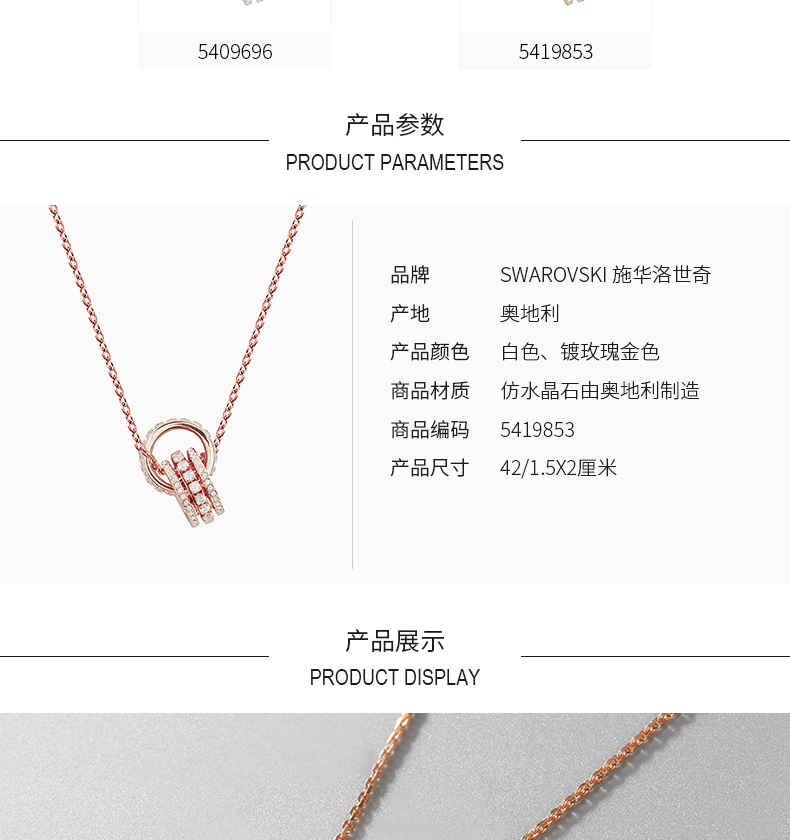 5409696 5419853
产品参数
PRODUCT PARAMETERS
品牌 SWAROVSKI 施华洛世奇
产地 奥地利
产品颜色 白色、镀玫瑰金色
商品材质 仿水晶石由奥地利制造
商品编码 5419853
产品尺寸 42/1.5X2厘米
产品展示
PRODUCT DISPLAY